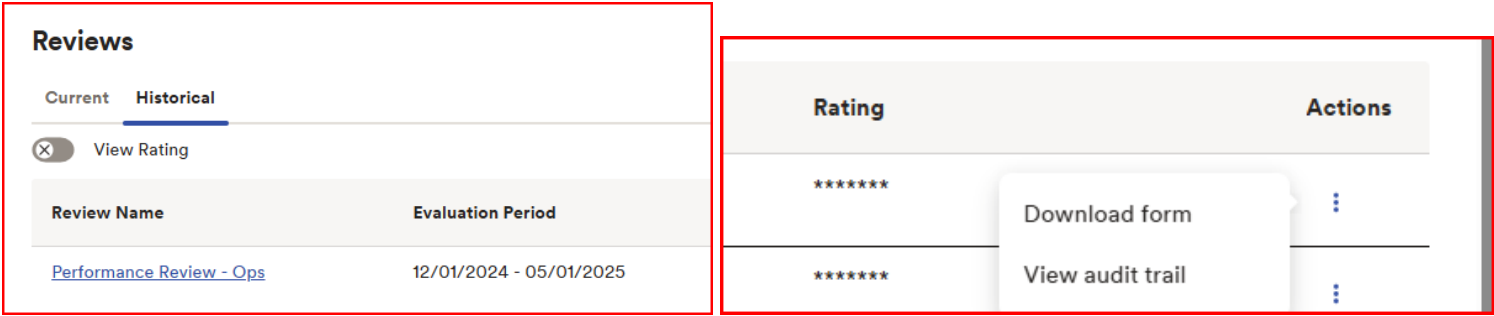 Reviews
Current Historical
View Rating
Review Name Evaluation Period
Performance Review - Ops 12/01/2024 - 05/01/2025
Rating Actions
*******
Download form
View audit trail
*******